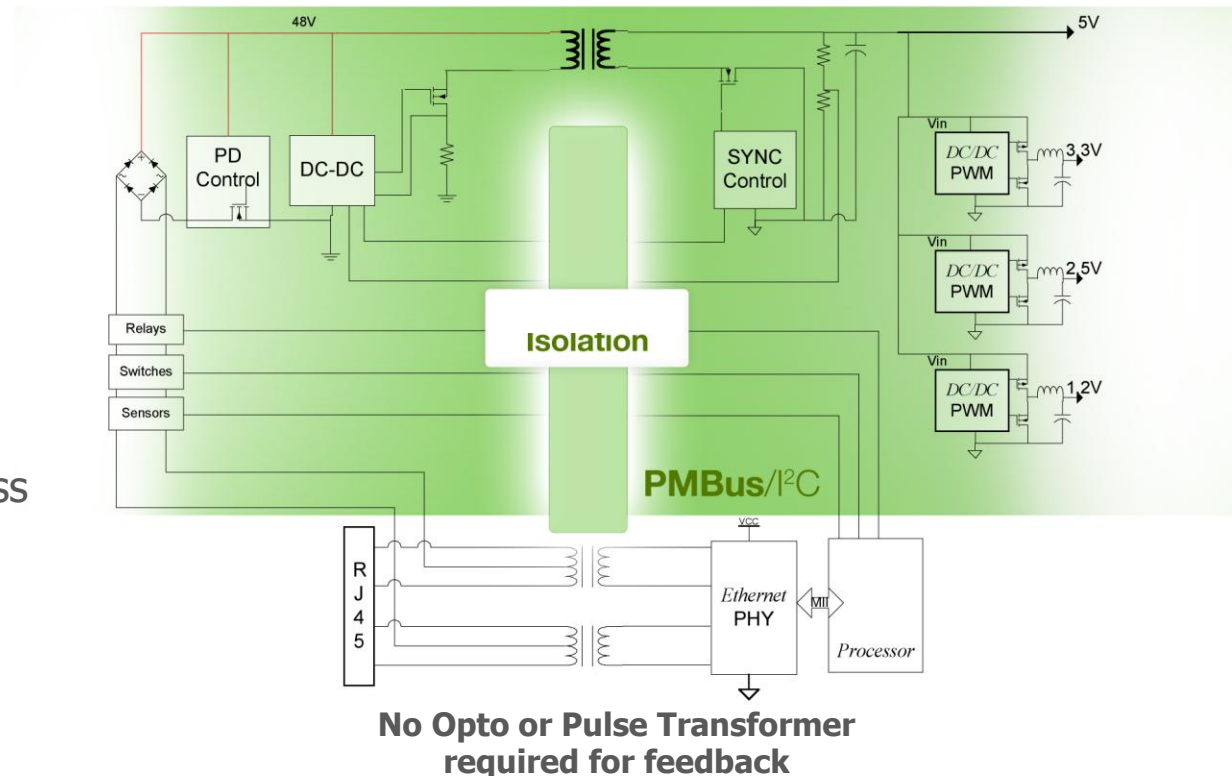 48V
5V
PD
Control
DC-DC
SYNC
Control
Vin
DC/DC
PWM
3,3V
Vin
DC/DC
PWM
2,5V
Vin
DC/DC
PWM
1,2V
Relays
Switches
Sensors
Isolation
ss
PMBus/I²C
R
J
4
5
VCC
Ethernet
PHY
MII
Processor
No Opto or Pulse Transformer
required for feedback